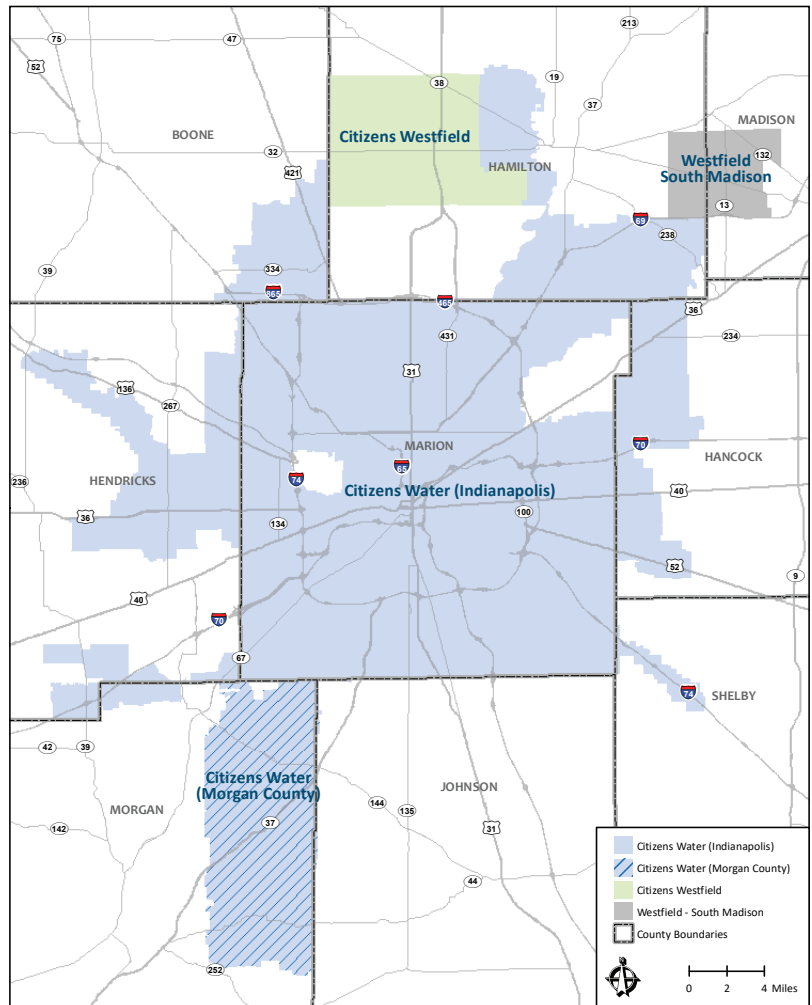 213
75
47
52
19
38
37
MADISON
BOONE
Citizens Westfield
132
32
Westfield
South Madison
421
HAMILTON
13
69
238
39
334
865
465
36
431
234
31
136
267
MARION
65
70
HANCOCK
236
HENDRICKS
74
Citizens Water (Indianapolis)
40
36
134
100
52
9
40
70
67
SHELBY
74
42
39
Citizens Water
(Morgan County)
JOHNSON
MORGAN
144
135
37
142
31
44
252
Citizens Water (Indianapolis)
Citizens Water (Morgan County)
Citizens Westfield
Westfield - South Madison
County Boundaries
0 2 4 Miles